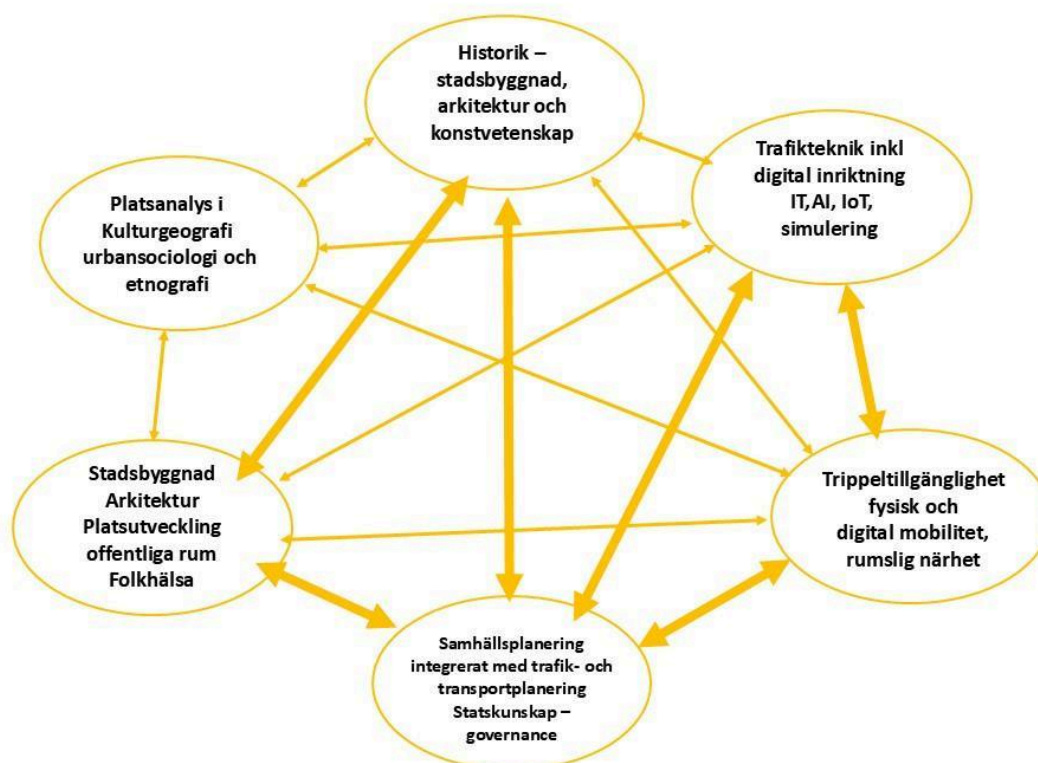 Historik –
stadsbyggnad,
arkitektur och
konstvetenskap
Trafikteknik inkl
digital inriktning
IT,AI, IoT,
simulering
Platsanalys i
Kulturgeografi
urbansociologi och
etnografi
Stadsbyggnad
Arkitektur
Platsutveckling
offentliga rum
Folkhälsa
Trippeltillgänglighet
fysisk och
digital mobilitet,
rumslig närhet
Samhällsplanering
integrerat med trafik- och
transportplanering
Statskunskap –
governance